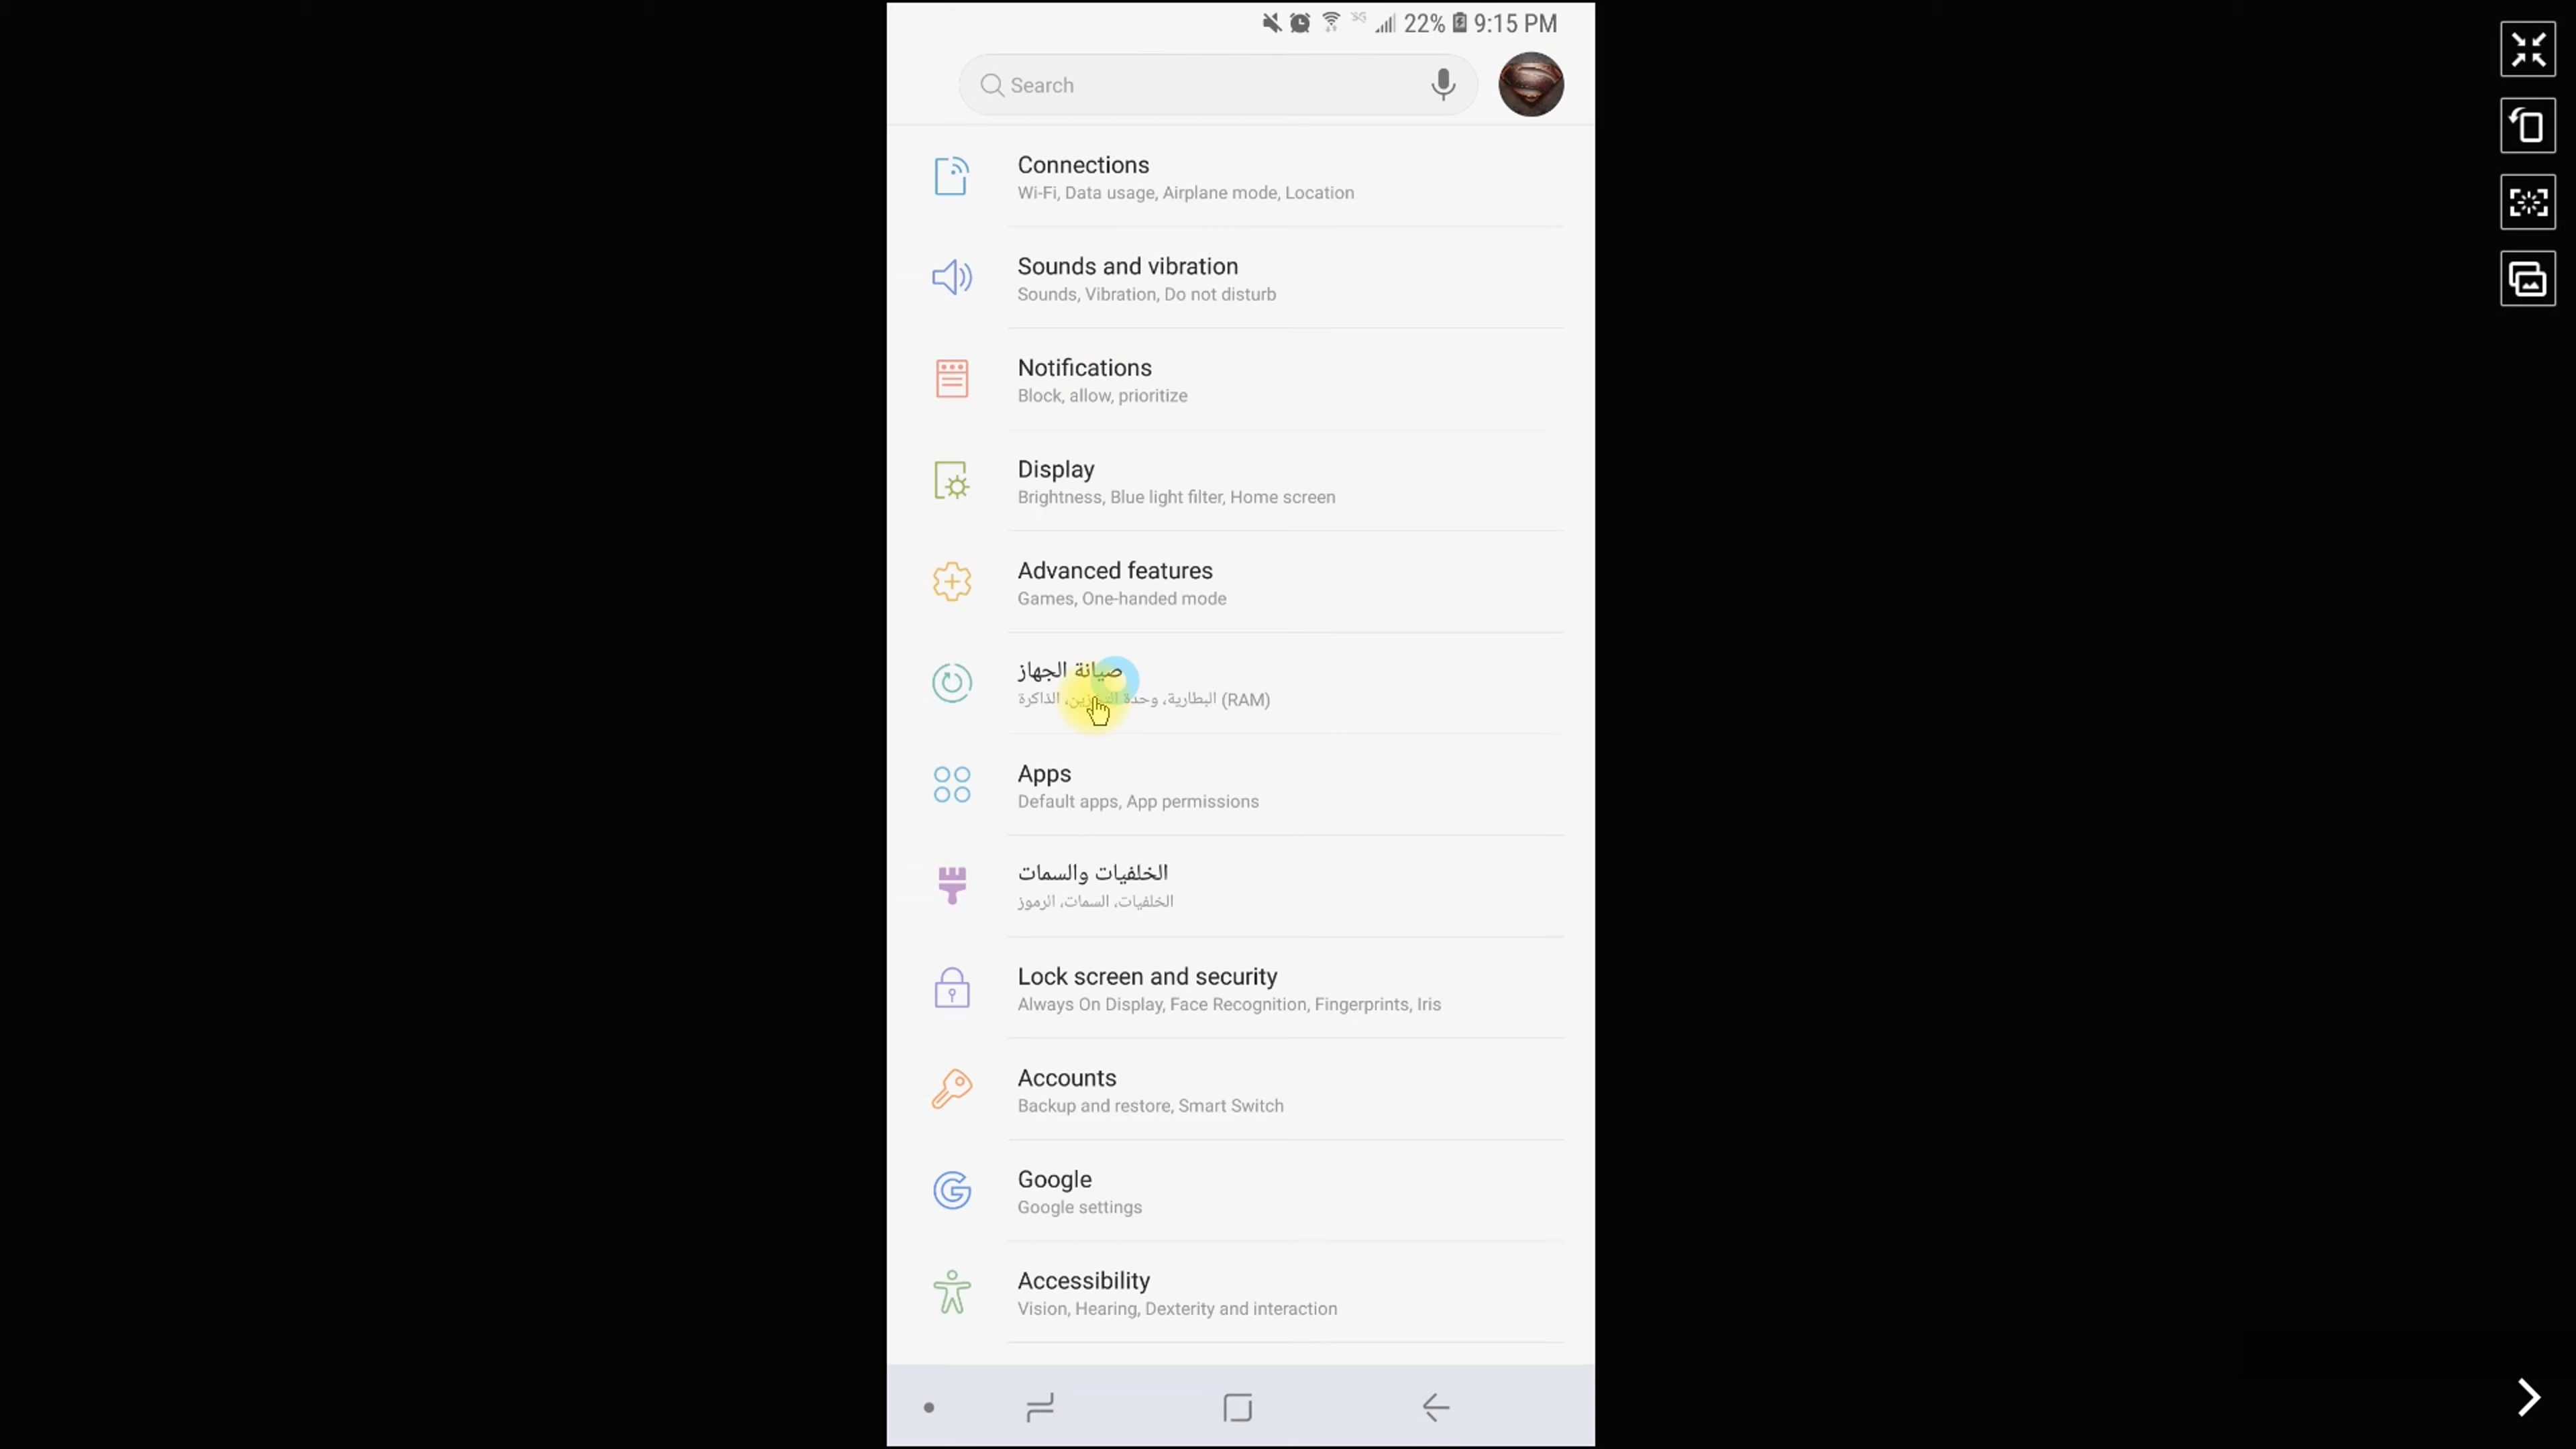 22% 9:15 PM
Search
Connections
Wi-Fi, Data usage, Airplane mode, Location
Sounds and vibration
Sounds, Vibration, Do not disturb
Notifications
Block, allow, prioritize
Display
Brightness, Blue light filter, Home screen
Advanced features
Games, One-handed mode
صيانة الجهاز
البطارية، وحدة التخزين، الذاكرة (RAM)
Apps
Default apps, App permissions
الخلفيات والسمات
الخلفيات، السمات، الرموز
Lock screen and security
Always On Display, Face Recognition, Fingerprints, Iris
Accounts
Backup and restore, Smart Switch
Google
Google settings
Accessibility
Vision, Hearing, Dexterity and interaction